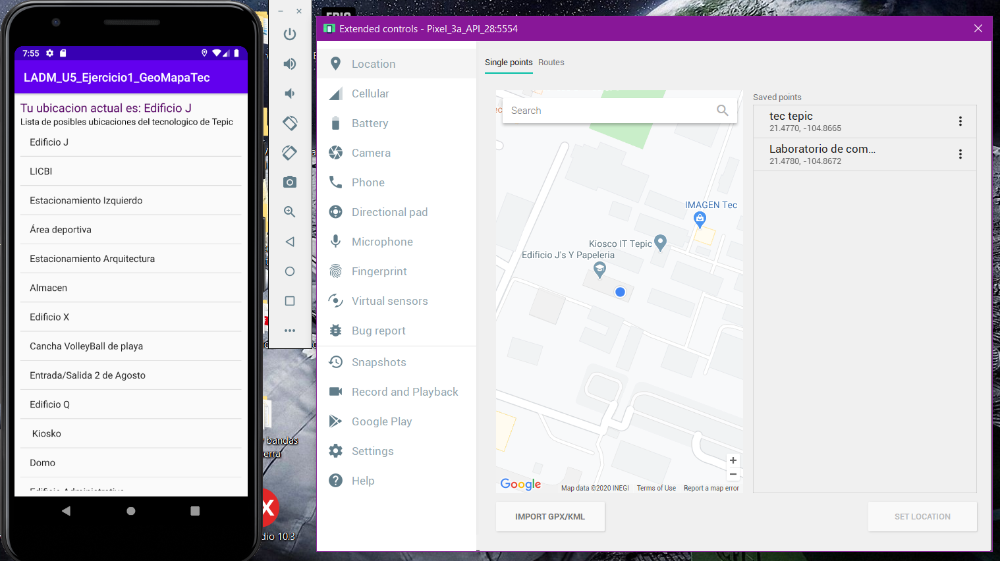 7:55
LADM_U5_Ejercicio1_GeoMapaTec
Tu ubicacion actual es: Edificio J
Lista de posibles ubicaciones del tecnologico de Tepic
Edificio J
LICBI
Estacionamiento Izquierdo
Área deportiva
Estacionamiento Arquitectura
Almacen
Edificio X
Cancha VolleyBall de playa
Entrada/Salida 2 de Agosto
Edificio Q
Kiosko
Domo
Edificio Administrativo
bandas
erra
dio 10.3
EPIC
Extended controls - Pixel_3a_API_28:5554
Location
Cellular
Battery
Camera
Phone
Directional pad
Microphone
Fingerprint
Virtual sensors
Bug report
Snapshots
Record and Playback
Google Play
Settings
Help
Single points
Routes
Search
IMAGEN Tec
Kiosco IT Tepic
Edificio J's Y Papeleria
+
−
Google
Map data ©2020 INEGI
Terms of Use
Report a map error
IMPORT GPX/KML
Saved points
tec tepic
21.4770, -104.8665
Laboratorio de com...
21.4780, -104.8672
SET LOCATION